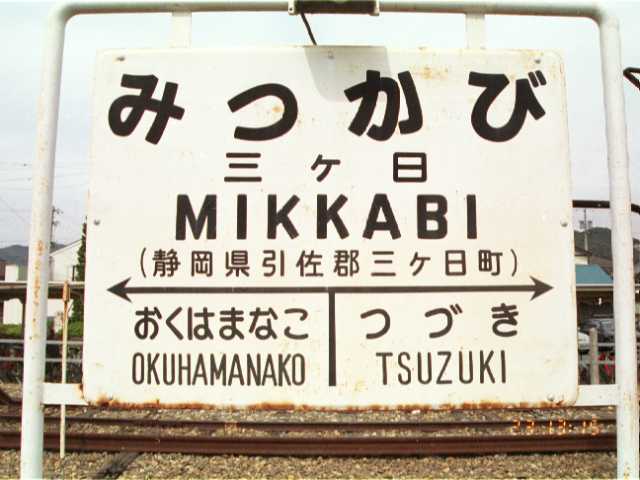 みつかび
三ヶ日
MIKKABI
(静岡県引佐郡三ヶ日町)
おくはまなこ つづき
OKUHAMANAKO TSUZUKI